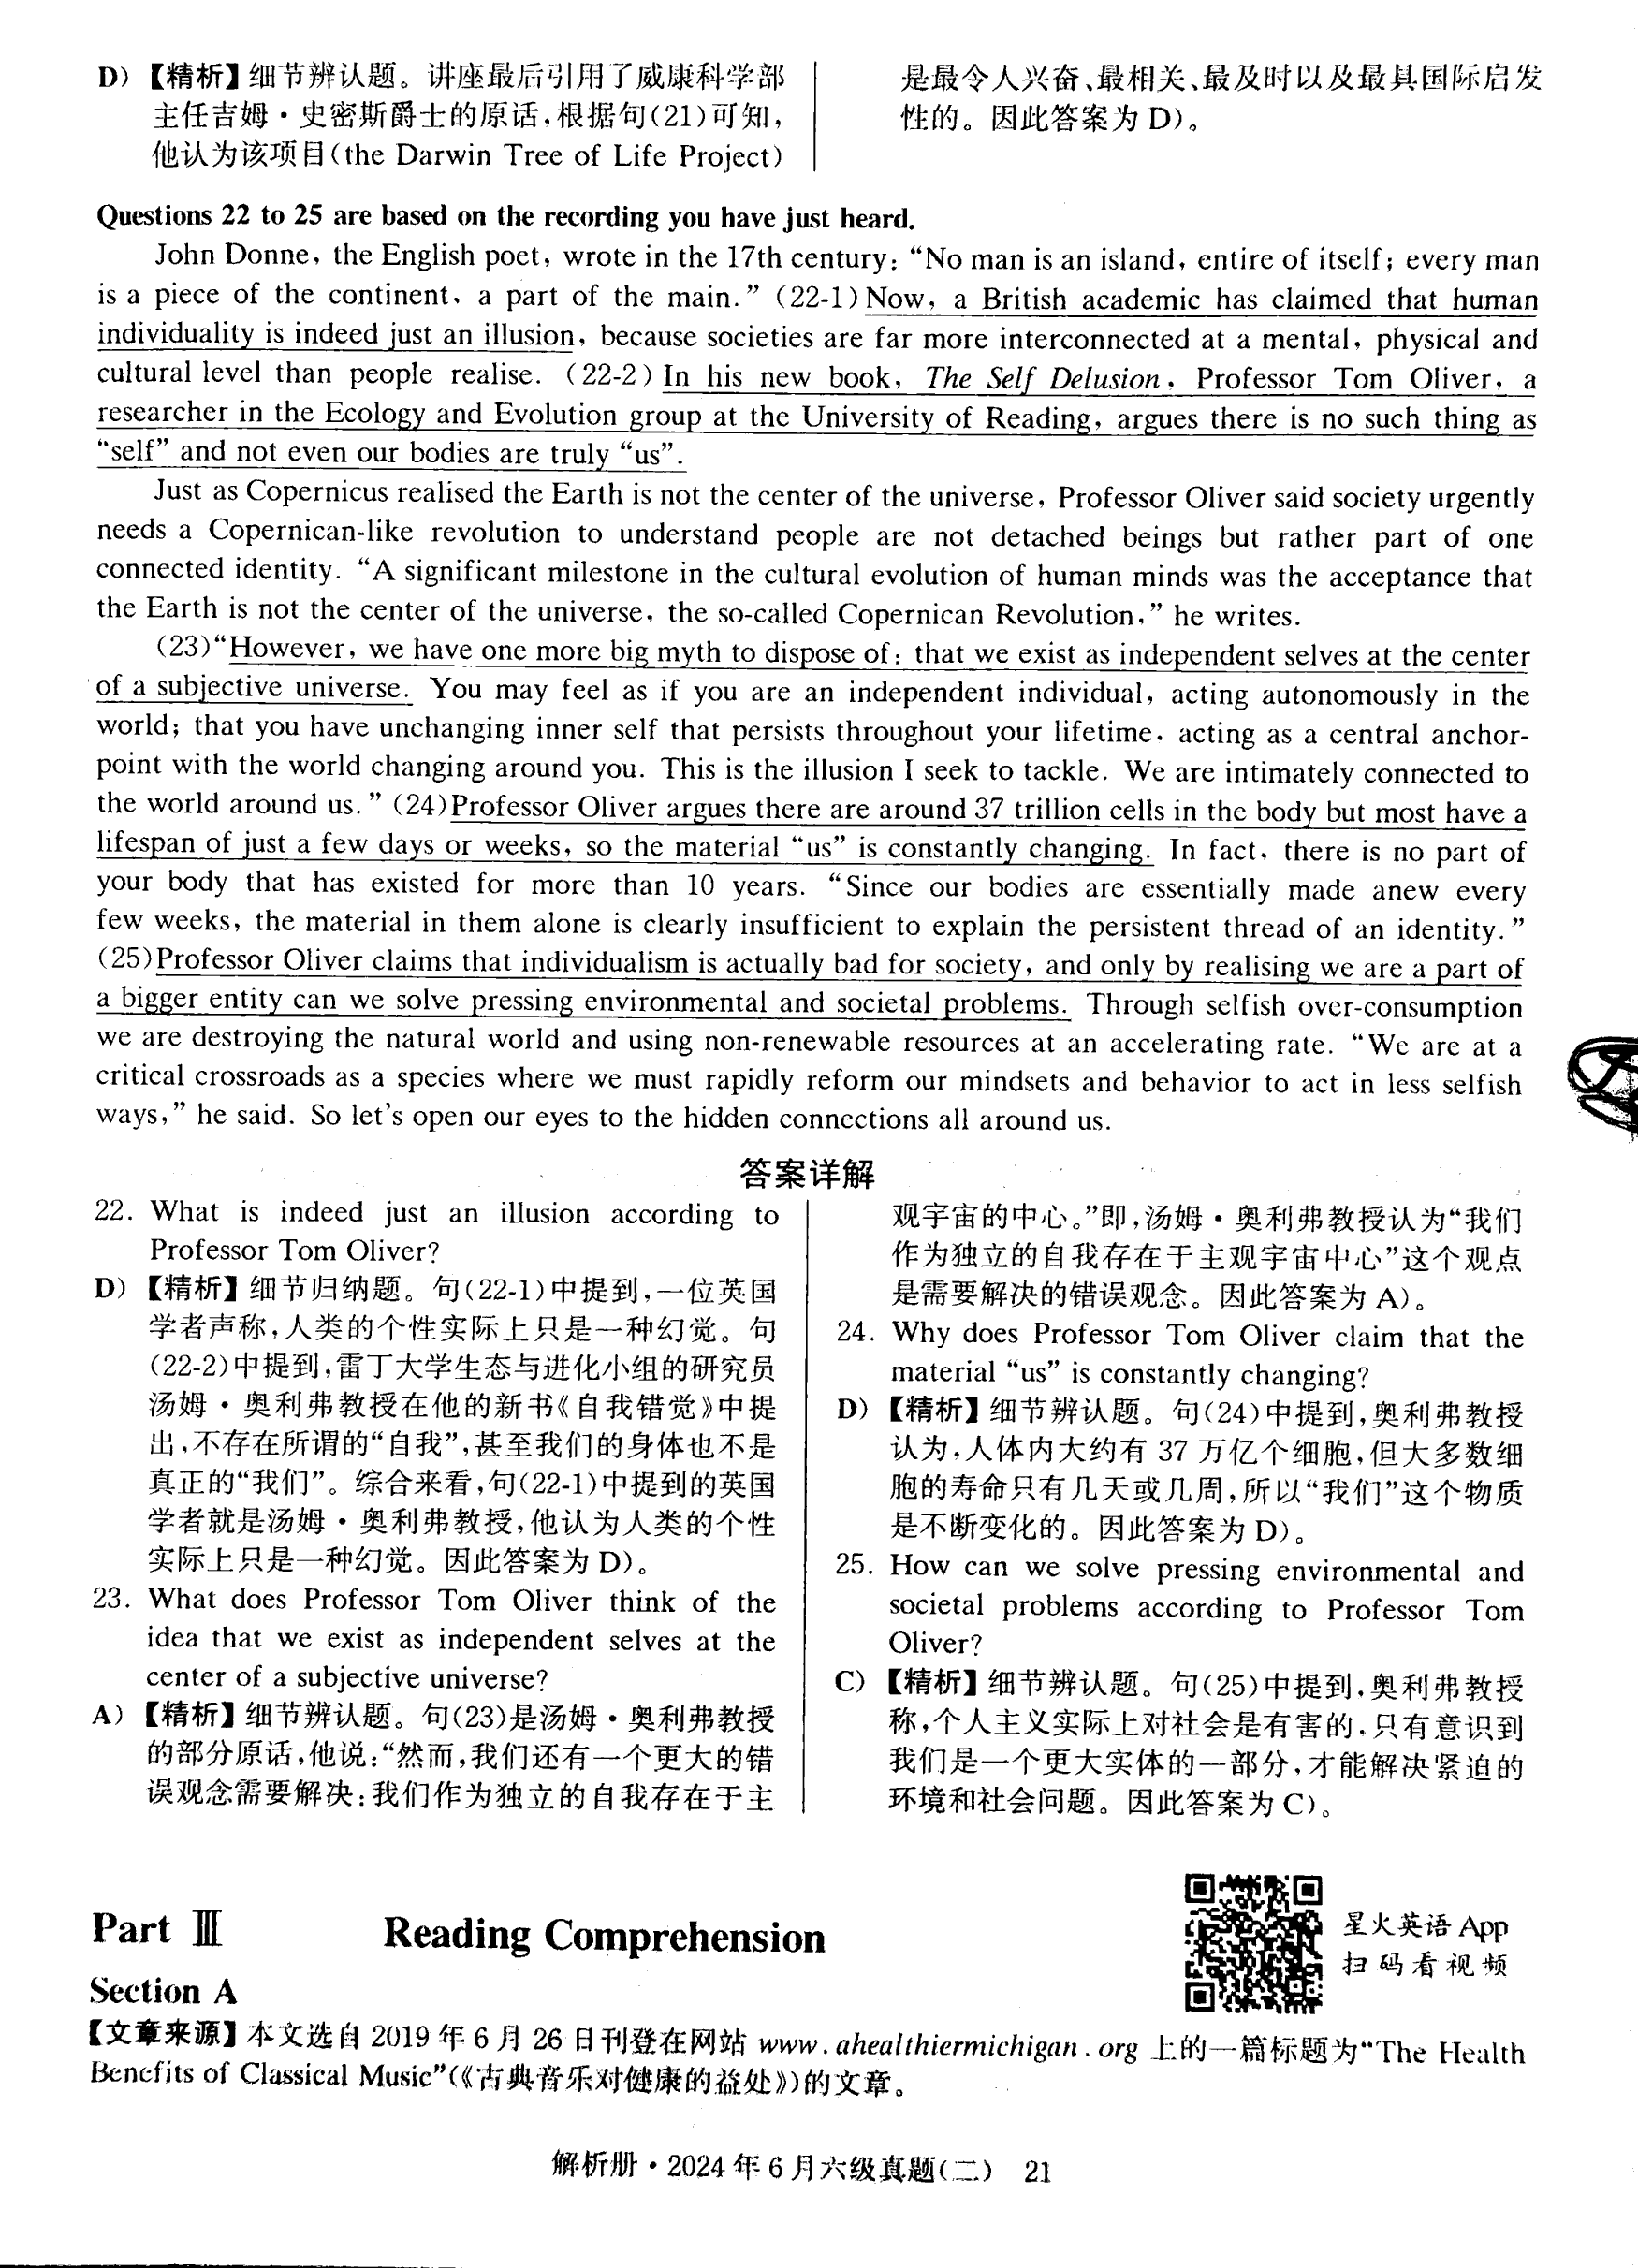 D)【精析】细节辨认题。讲座最后引用了威康科学部
主任吉姆·史密斯爵士的原话,根据句(21)可知,
他认为该项目(the Darwin Tree of Life Project)
是最令人兴奋、最相关、最及时以及最具国际启发
性的。因此答案为 D)。
Questions 22 to 25 are based on the recording you have just heard.
John Donne, the English poet, wrote in the 17th century: “No man is an island, entire of itself; every man
is a piece of the continent, a part of the main.” (22-1)Now, a British academic has claimed that human
individuality is indeed just an illusion, because societies are far more interconnected at a mental, physical and
cultural level than people realise. (22-2)In his new book, The Self Delusion, Professor Tom Oliver, a
researcher in the Ecology and Evolution group at the University of Reading, argues there is no such thing as
“self” and not even our bodies are truly “us”.
Just as Copernicus realised the Earth is not the center of the universe, Professor Oliver said society urgently
needs a Copernican-like revolution to understand people are not detached beings but rather part of one
connected identity. “A significant milestone in the cultural evolution of human minds was the acceptance that
the Earth is not the center of the universe, the so-called Copernican Revolution,” he writes.
(23)“However, we have one more big myth to dispose of: that we exist as independent selves at the center
of a subjective universe. You may feel as if you are an independent individual, acting autonomously in the
world; that you have unchanging inner self that persists throughout your lifetime, acting as a central anchor-
point with the world changing around you. This is the illusion I seek to tackle. We are intimately connected to
the world around us.” (24)Professor Oliver argues there are around 37 trillion cells in the body but most have a
lifespan of just a few days or weeks, so the material “us” is constantly changing. In fact, there is no part of
your body that has existed for more than 10 years. “Since our bodies are essentially made anew every
few weeks, the material in them alone is clearly insufficient to explain the persistent thread of an identity.”
(25)Professor Oliver claims that individualism is actually bad for society, and only by realising we are a part of
a bigger entity can we solve pressing environmental and societal problems. Through selfish over-consumption
we are destroying the natural world and using non-renewable resources at an accelerating rate. “We are at a
critical crossroads as a species where we must rapidly reform our mindsets and behavior to act in less selfish
ways,” he said. So let's open our eyes to the hidden connections all around us.
答案详解
22. What is indeed just an illusion according to
Professor Tom Oliver?
D)【精析】细节归纳题。句(22-1)中提到,一位英国
学者声称,人类的个性实际上只是一种幻觉。句
(22-2)中提到,雷丁大学生态与进化小组的研究员
汤姆·奥利弗教授在他的新书《自我错觉》中提
出,不存在所谓的“自我”,甚至我们的身体也不是
真正的“我们”。综合来看,句(22-1)中提到的英国
学者就是汤姆·奥利弗教授,他认为人类的个性
实际上只是一种幻觉。因此答案为 D)。
23. What does Professor Tom Oliver think of the
idea that we exist as independent selves at the
center of a subjective universe?
A)【精析】细节辨认题。句(23)是汤姆·奥利弗教授
的部分原话,他说:“然而,我们还有一个更大的错
误观念需要解决:我们作为独立的自我存在于主
观宇宙的中心。”即,汤姆·奥利弗教授认为“我们
作为独立的自我存在于主观宇宙中心”这个观点
是需要解决的错误观念。因此答案为 A)。
24. Why does Professor Tom Oliver claim that the
material “us” is constantly changing?
D)【精析】细节辨认题。句(24)中提到,奥利弗教授
认为,人体内大约有 37 万亿个细胞,但大多数细
胞的寿命只有几天或几周,所以“我们”这个物质
是不断变化的。因此答案为 D)。
25. How can we solve pressing environmental and
societal problems according to Professor Tom
Oliver?
C)【精析】细节辨认题。句(25)中提到,奥利弗教授
称,个人主义实际上对社会是有害的,只有意识到
我们是一个更大实体的一部分,才能解决紧迫的
环境和社会问题。因此答案为 C)。
Part Ⅲ Reading Comprehension
星火英语 App
扫码看视频
Section A
【文章来源】本文选自 2019 年 6 月 26 日刊登在网站 www.ahealthiermichigan.org 上的一篇标题为“The Health
Benefits of Classical Music”(《古典音乐对健康的益处》)的文章。
解析册·2024 年 6 月六级真题(二) 21